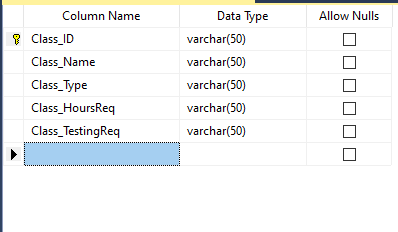 Column Name Data Type Allow Nulls
Class_ID varchar(50)
Class_Name varchar(50)
Class_Type varchar(50)
Class_HoursReq varchar(50)
Class_TestingReq varchar(50)